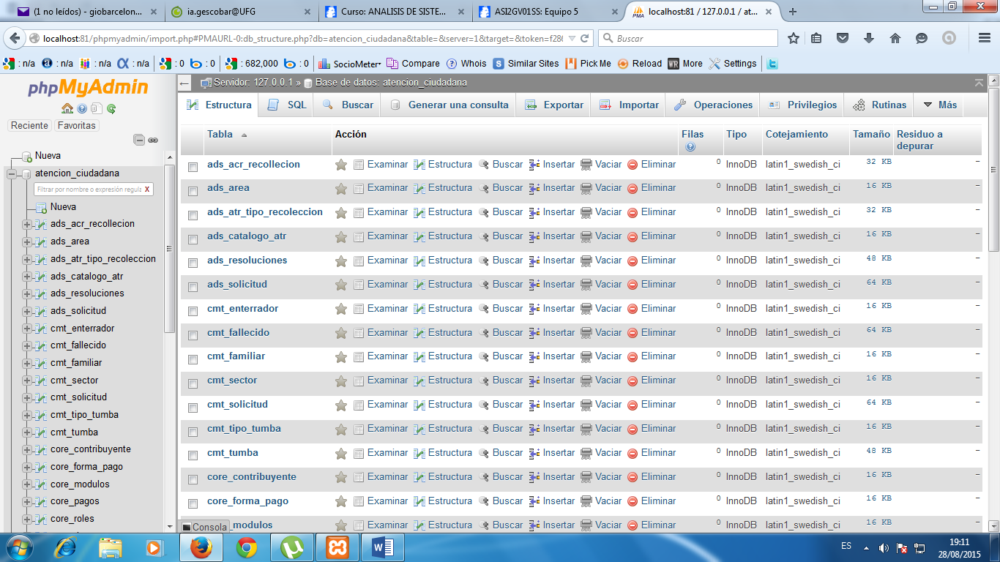 (1 no leídos) - giobarcelon...
ia.gescobar@UFG
Curso: ANALISIS DE SISTE...
ASI2GV01SS: Equipo 5
localhost:81 / 127.0.0.1 / at...
localhost:81/phpmyadmin/import.php#PMAURL-0:db_structure.php?db=atencion_ciudadana&table=&server=1&target=&token=f286
Buscar
: n/a : n/a : n/a : n/a : 0 : 0 : 682,000 : 0 SocioMeter Compare Whois Similar Sites Pick Me Reload More Settings
phpMyAdmin
Reciente Favoritas
Nueva
atencion_ciudadana
Filtrar por nombre o expresión regula X
Nueva
ads_acr_recollecion
ads_area
ads_atr_tipo_recoleccion
ads_catalogo_atr
ads_resoluciones
ads_solicitud
cmt_enterrador
cmt_fallecido
cmt_familiar
cmt_sector
cmt_solicitud
cmt_tipo_tumba
cmt_tumba
core_contribuyente
core_forma_pago
core_modulos
core_pagos
core_roles
Servidor: 127.0.0.1 » Base de datos: atencion_ciudadana
Estructura SQL Buscar Generar una consulta Exportar Importar Operaciones Privilegios Rutinas Más
Tabla Acción Filas Tipo Cotejamiento Tamaño Residuo a depurar
ads_acr_recollecion Examinar Estructura Buscar Insertar Vaciar Eliminar 0 InnoDB latin1_swedish_ci 32 KB -
ads_area Examinar Estructura Buscar Insertar Vaciar Eliminar 0 InnoDB latin1_swedish_ci 16 KB -
ads_atr_tipo_recoleccion Examinar Estructura Buscar Insertar Vaciar Eliminar 0 InnoDB latin1_swedish_ci 32 KB -
ads_catalogo_atr Examinar Estructura Buscar Insertar Vaciar Eliminar 0 InnoDB latin1_swedish_ci 16 KB -
ads_resoluciones Examinar Estructura Buscar Insertar Vaciar Eliminar 0 InnoDB latin1_swedish_ci 48 KB -
ads_solicitud Examinar Estructura Buscar Insertar Vaciar Eliminar 0 InnoDB latin1_swedish_ci 64 KB -
cmt_enterrador Examinar Estructura Buscar Insertar Vaciar Eliminar 0 InnoDB latin1_swedish_ci 16 KB -
cmt_fallecido Examinar Estructura Buscar Insertar Vaciar Eliminar 0 InnoDB latin1_swedish_ci 64 KB -
cmt_familiar Examinar Estructura Buscar Insertar Vaciar Eliminar 0 InnoDB latin1_swedish_ci 16 KB -
cmt_sector Examinar Estructura Buscar Insertar Vaciar Eliminar 0 InnoDB latin1_swedish_ci 16 KB -
cmt_solicitud Examinar Estructura Buscar Insertar Vaciar Eliminar 0 InnoDB latin1_swedish_ci 64 KB -
cmt_tipo_tumba Examinar Estructura Buscar Insertar Vaciar Eliminar 0 InnoDB latin1_swedish_ci 16 KB -
cmt_tumba Examinar Estructura Buscar Insertar Vaciar Eliminar 0 InnoDB latin1_swedish_ci 48 KB -
core_contribuyente Examinar Estructura Buscar Insertar Vaciar Eliminar 0 InnoDB latin1_swedish_ci 16 KB -
core_forma_pago Examinar Estructura Buscar Insertar Vaciar Eliminar 0 InnoDB latin1_swedish_ci 16 KB -
_modulos Examinar Estructura Buscar Insertar Vaciar Eliminar 0 InnoDB latin1_swedish_ci 16 KB -
Consola
ES
19:11
28/08/2015